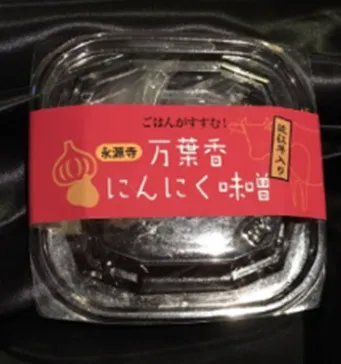 ごはんがすすむ!
永源寺 万葉香
にんにく味噌
近江牛入り